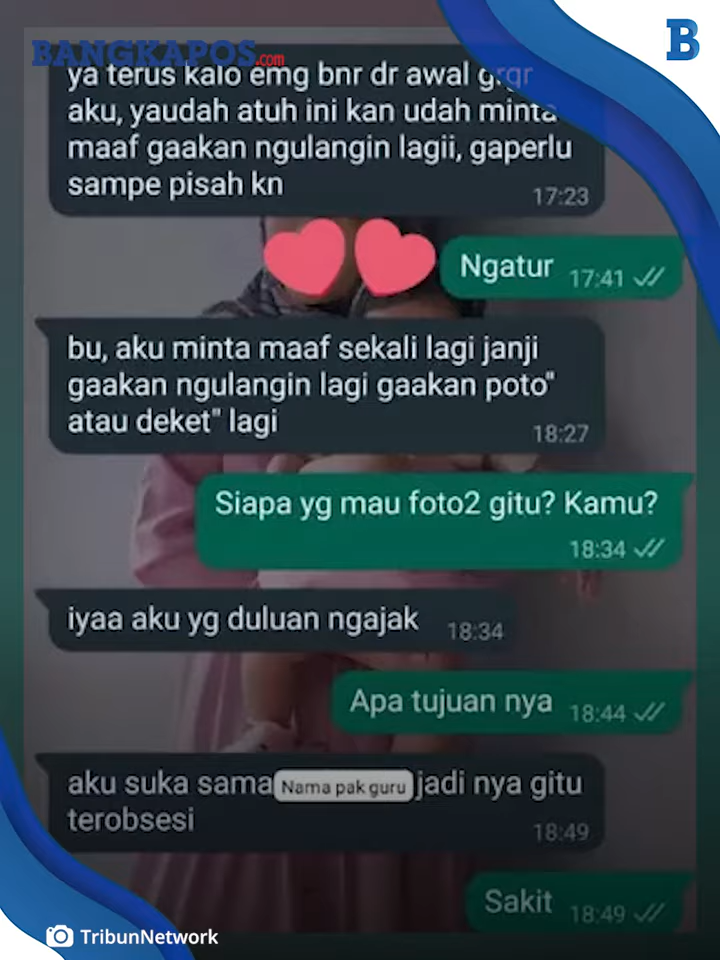 B
BANGKAPOS.com
ya terus kalo emg bnr dr awal grgr
aku, yaudah atuh ini kan udah minta
maaf gaakan ngulangin lagii, gaperlu
sampe pisah kn
17:23
Ngatur 17:41
bu, aku minta maaf sekali lagi janji
gaakan ngulangin lagi gaakan poto"
atau deket" lagi
18:27
Siapa yg mau foto2 gitu? Kamu?
18:34
iyaa aku yg duluan ngajak 18:34
Apa tujuan nya 18:44
aku suka sama Nama pak guru jadi nya gitu
terobsesi
18:49
Sakit 18:49
TribunNetwork